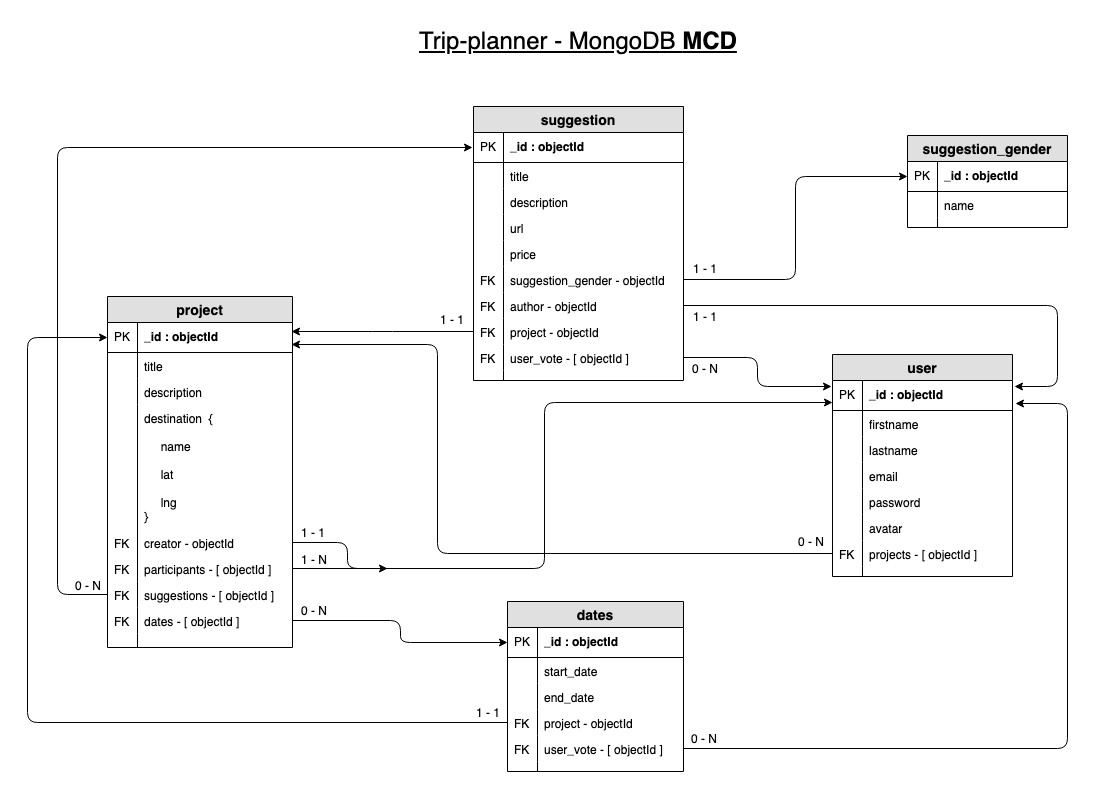 Trip-planner - MongoDB MCD
suggestion
PK _id : objectId
title
description
url
price
FK suggestion_gender - objectId
FK author - objectId
FK project - objectId
FK user_vote - [ objectId ]
1 - 1
1 - 1
1 - 1
0 - N
suggestion_gender
PK _id : objectId
name
project
PK _id : objectId
title
description
destination {
name
lat
lng
}
FK creator - objectId
FK participants - [ objectId ]
FK suggestions - [ objectId ]
FK dates - [ objectId ]
1 - 1
1 - N
0 - N
0 - N
user
PK _id : objectId
firstname
lastname
email
password
avatar
FK projects - [ objectId ]
0 - N
dates
PK _id : objectId
start_date
end_date
FK project - objectId
FK user_vote - [ objectId ]
1 - 1
0 - N